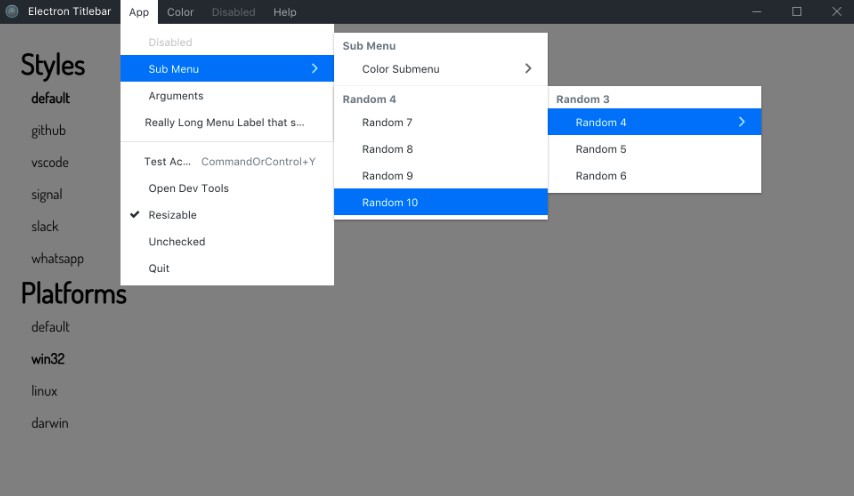 Electron Titlebar App Color Disabled Help
Styles
default
github
vscode
signal
slack
whatsapp
Platforms
default
win32
linux
darwin
Disabled
Sub Menu
Arguments
Really Long Menu Label that s...
Test Ac... CommandOrControl+Y
Open Dev Tools
Resizable
Unchecked
Quit
Sub Menu
Color Submenu
Random 4
Random 7
Random 8
Random 9
Random 10
Random 3
Random 4
Random 5
Random 6